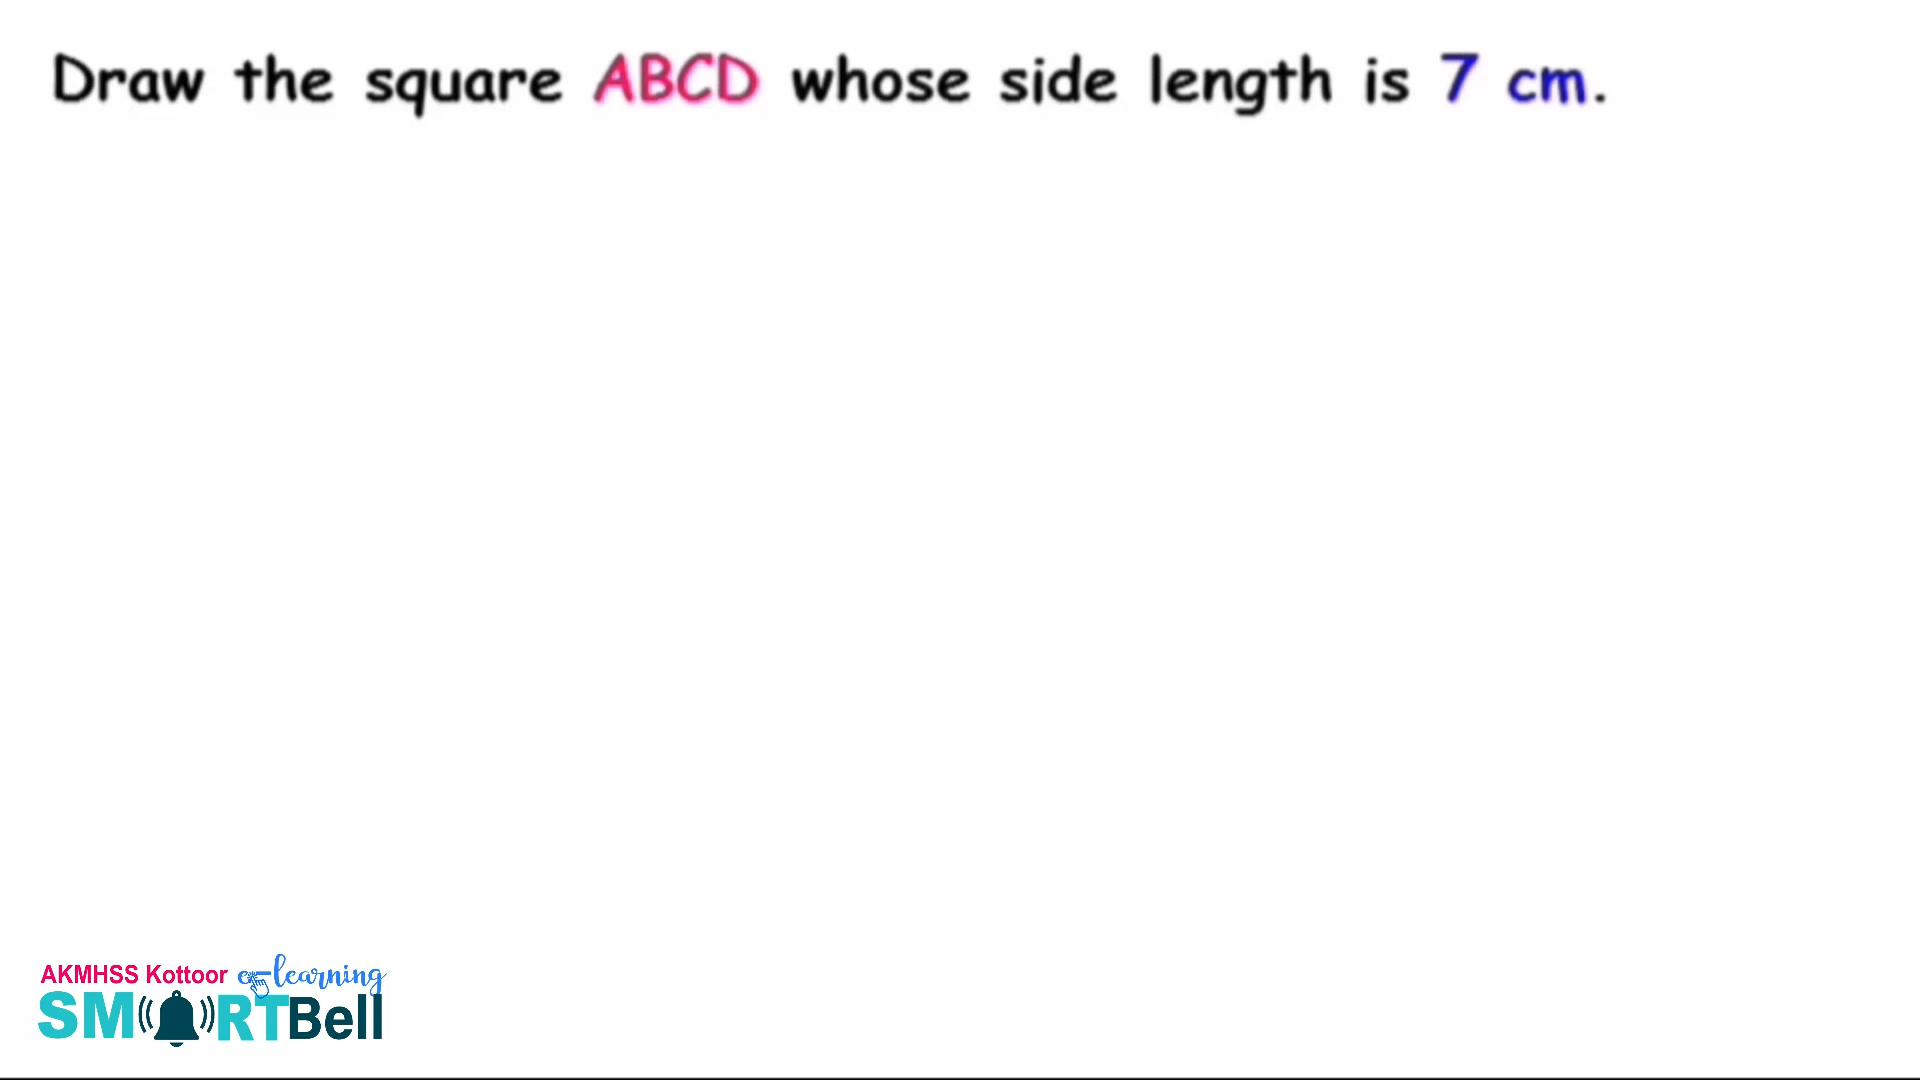 Draw the square ABCD whose side length is 7 cm.
AKMHSS Kottoor e-learning
SMARTBell